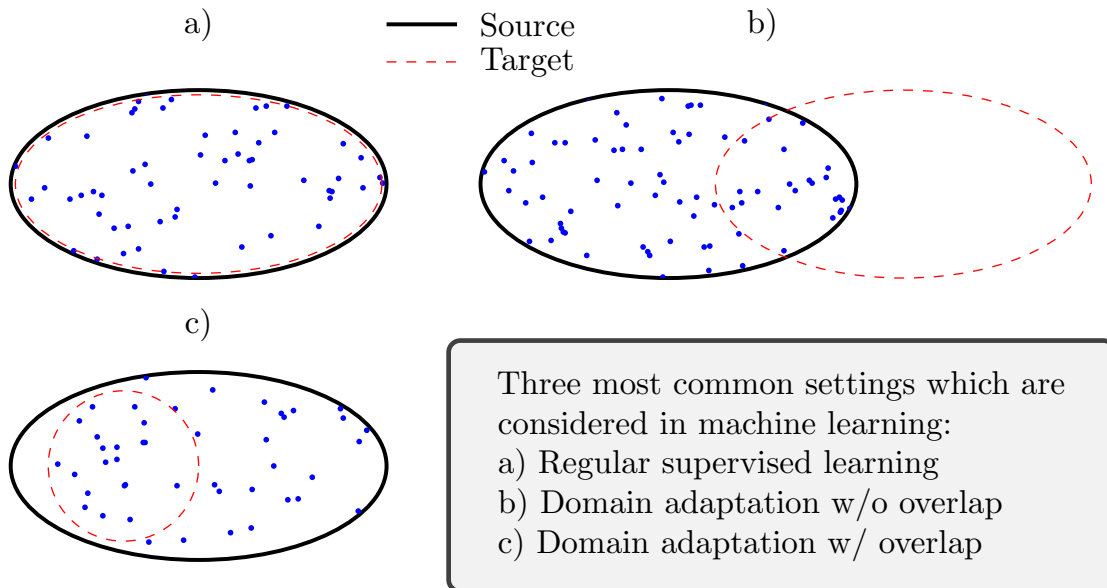 a)
Source
Target
b)
c)
Three most common settings which are
considered in machine learning:
a) Regular supervised learning
b) Domain adaptation w/o overlap
c) Domain adaptation w/ overlap